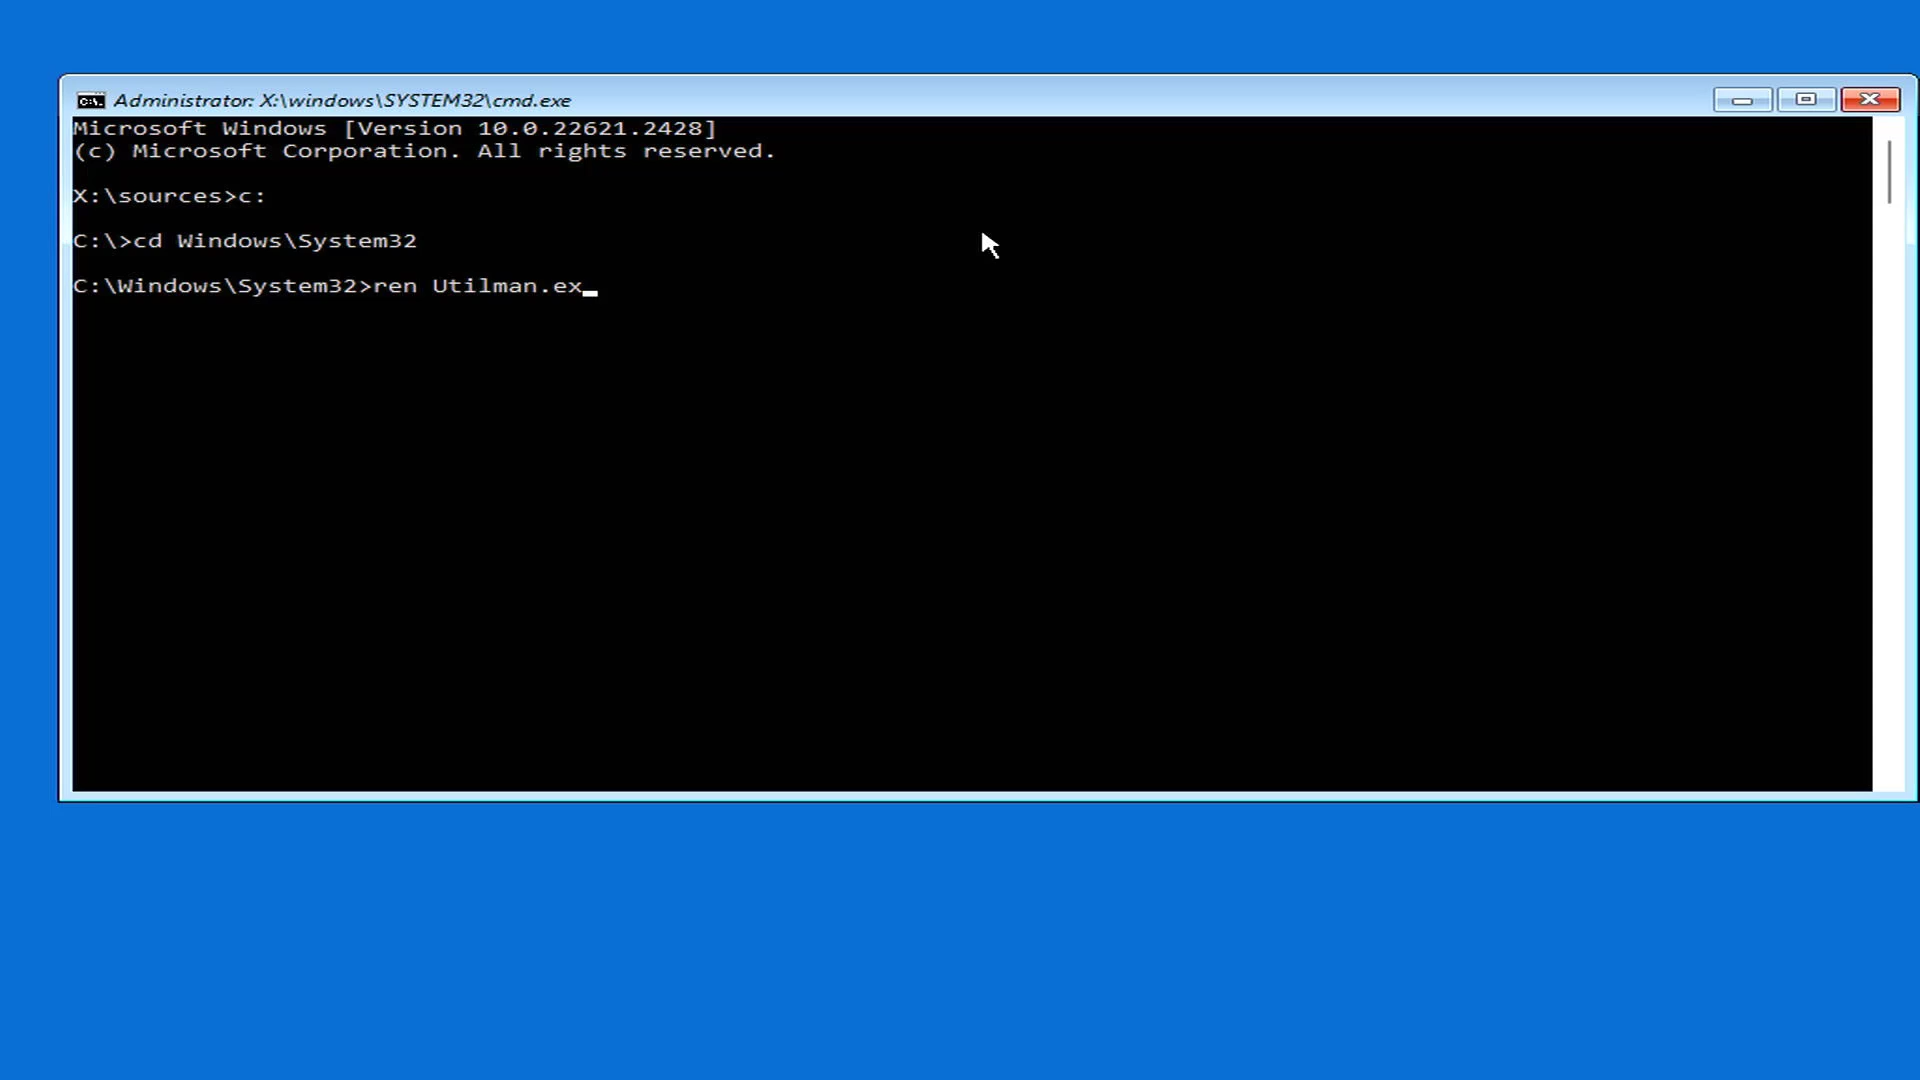 Administrator: X:\windows\SYSTEM32\cmd.exe
Microsoft Windows [Version 10.0.22621.2428]
(c) Microsoft Corporation. All rights reserved.
X:\sources>c:
C:\>cd Windows\System32
C:\Windows\System32>ren Utilman.ex